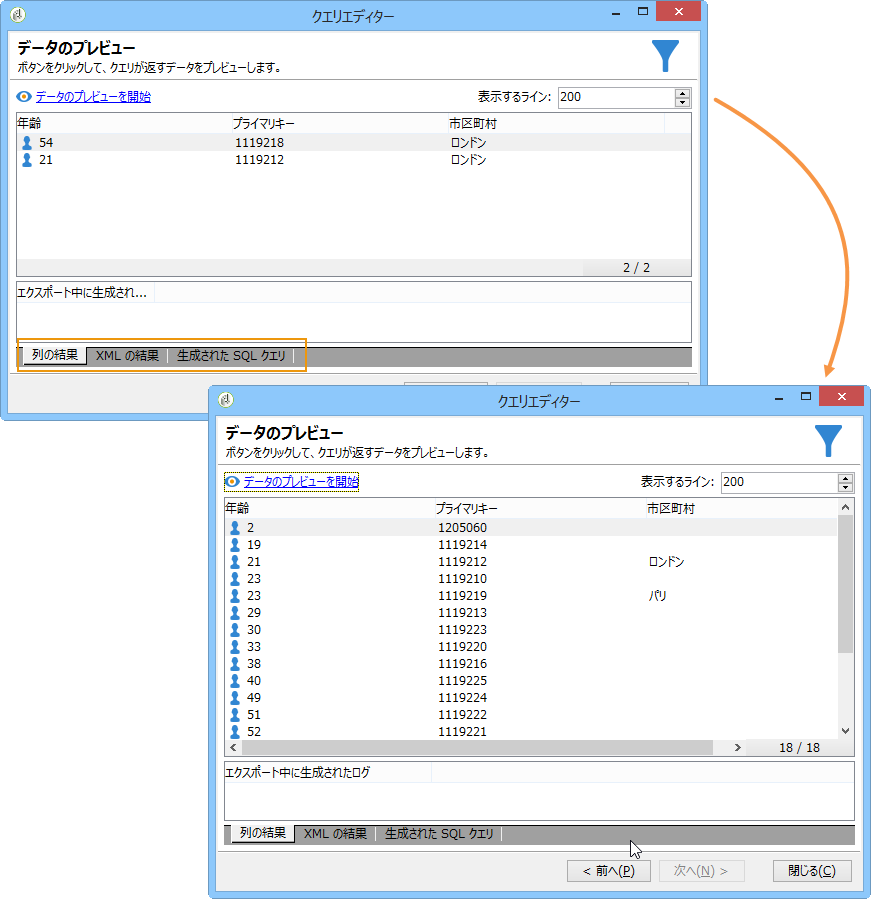 クエリエディター
データのプレビュー
ボタンをクリックして、クエリが返すデータをプレビューします。
データのプレビューを開始 表示するライン: 200
年齢 プライマリキー 市区町村
54 1119218 ロンドン
21 1119212 ロンドン
2 / 2
エクスポート中に生成され...
列の結果 XML の結果 生成された SQL クエリ
クエリエディター
データのプレビュー
ボタンをクリックして、クエリが返すデータをプレビューします。
データのプレビューを開始 表示するライン: 200
年齢 プライマリキー 市区町村
2 1205060
19 1119214
21 1119212 ロンドン
23 1119210
23 1119219 パリ
29 1119213
30 1119223
33 1119220
38 1119216
40 1119225
49 1119224
51 1119222
52 1119221
18 / 18
エクスポート中に生成されたログ
列の結果 XML の結果 生成された SQL クエリ
< 前へ(P) 次へ(N) > 閉じる(C)